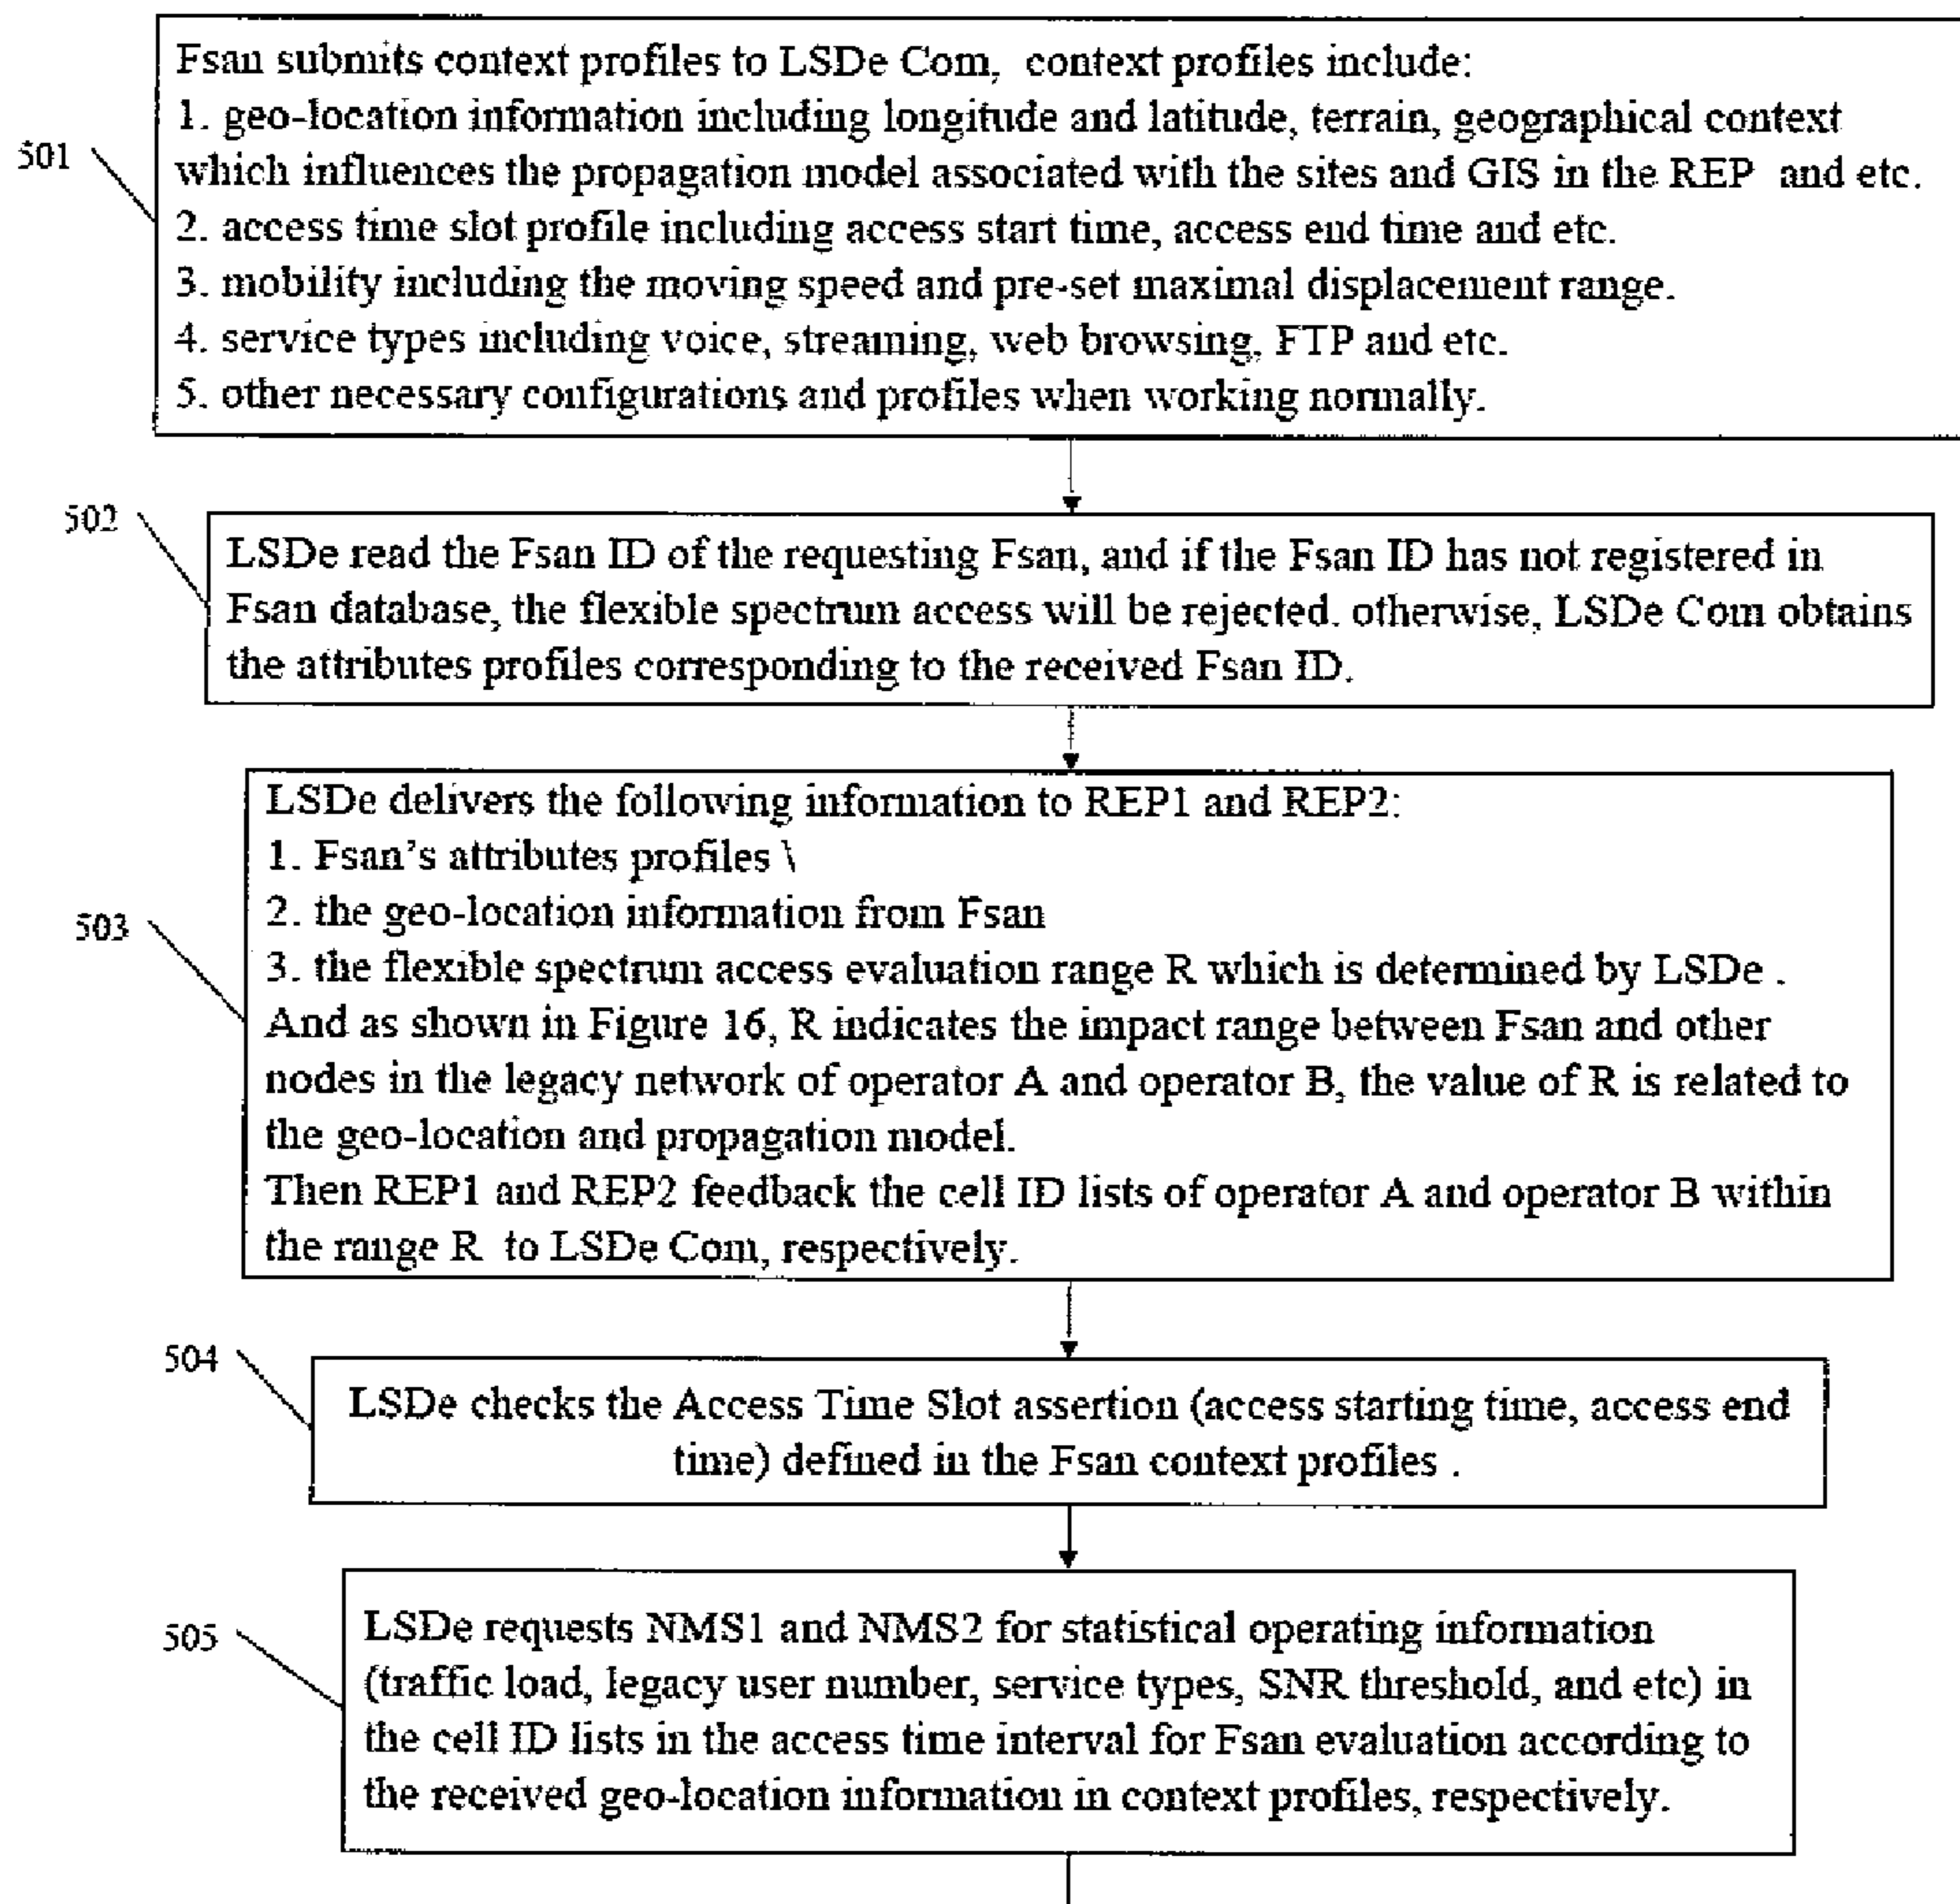 501
Fsan submits context profiles to LSDe Com, context profiles include:
1. geo-location information including longitude and latitude, terrain, geographical context
which influences the propagation model associated with the sites and GIS in the REP and etc.
2. access time slot profile including access start time, access end time and etc.
3. mobility including the moving speed and pre-set maximal displacement range.
4. service types including voice, streaming, web browsing, FTP and etc.
5. other necessary configurations and profiles when working normally.
502
LSDe read the Fsan ID of the requesting Fsan, and if the Fsan ID has not registered in
Fsan database, the flexible spectrum access will be rejected. otherwise, LSDe Com obtains
the attributes profiles corresponding to the received Fsan ID.
503
LSDe delivers the following information to REP1 and REP2:
1. Fsan's attributes profiles \
2. the geo-location information from Fsan
3. the flexible spectrum access evaluation range R which is determined by LSDe .
And as shown in Figure 16, R indicates the impact range between Fsan and other
nodes in the legacy network of operator A and operator B, the value of R is related to
the geo-location and propagation model.
Then REP1 and REP2 feedback the cell ID lists of operator A and operator B within
the range R to LSDe Com, respectively.
504
LSDe checks the Access Time Slot assertion (access starting time, access end
time) defined in the Fsan context profiles .
505
LSDe requests NMS1 and NMS2 for statistical operating information
(traffic load, legacy user number, service types, SNR threshold, and etc) in
the cell ID lists in the access time interval for Fsan evaluation according to
the received geo-location information in context profiles, respectively.